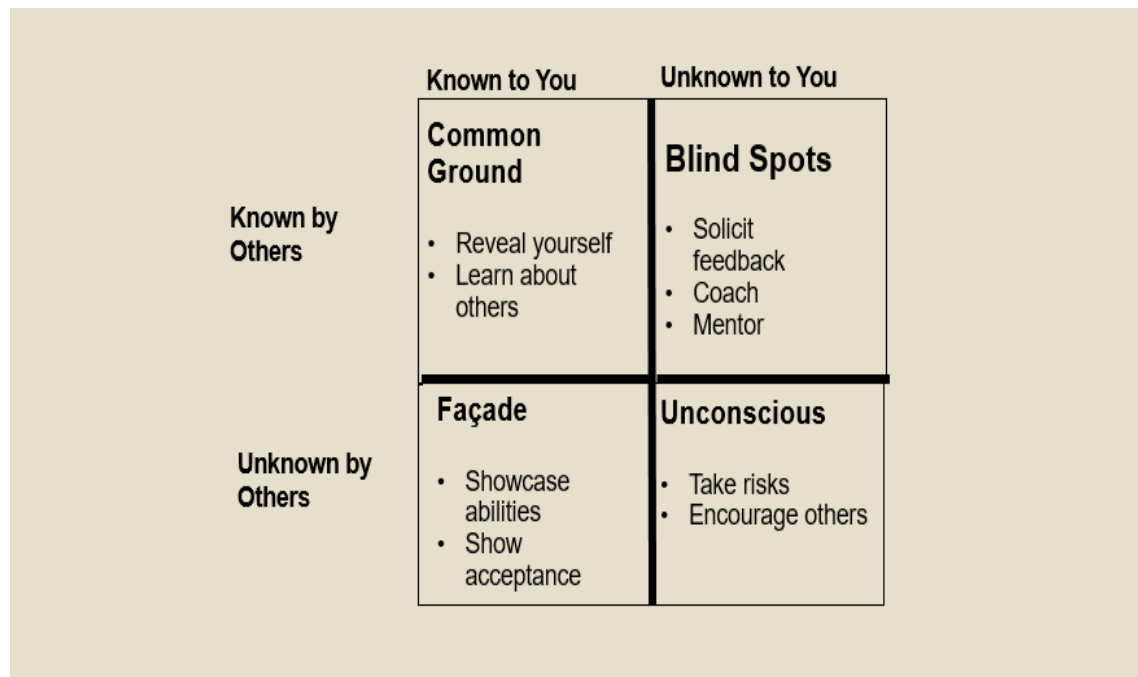 Known to You
Unknown to You
Known by
Others
Common
Ground
• Reveal yourself
• Learn about
others
Blind Spots
• Solicit
feedback
• Coach
• Mentor
Unknown by
Others
Façade
• Showcase
abilities
• Show
acceptance
Unconscious
• Take risks
• Encourage others